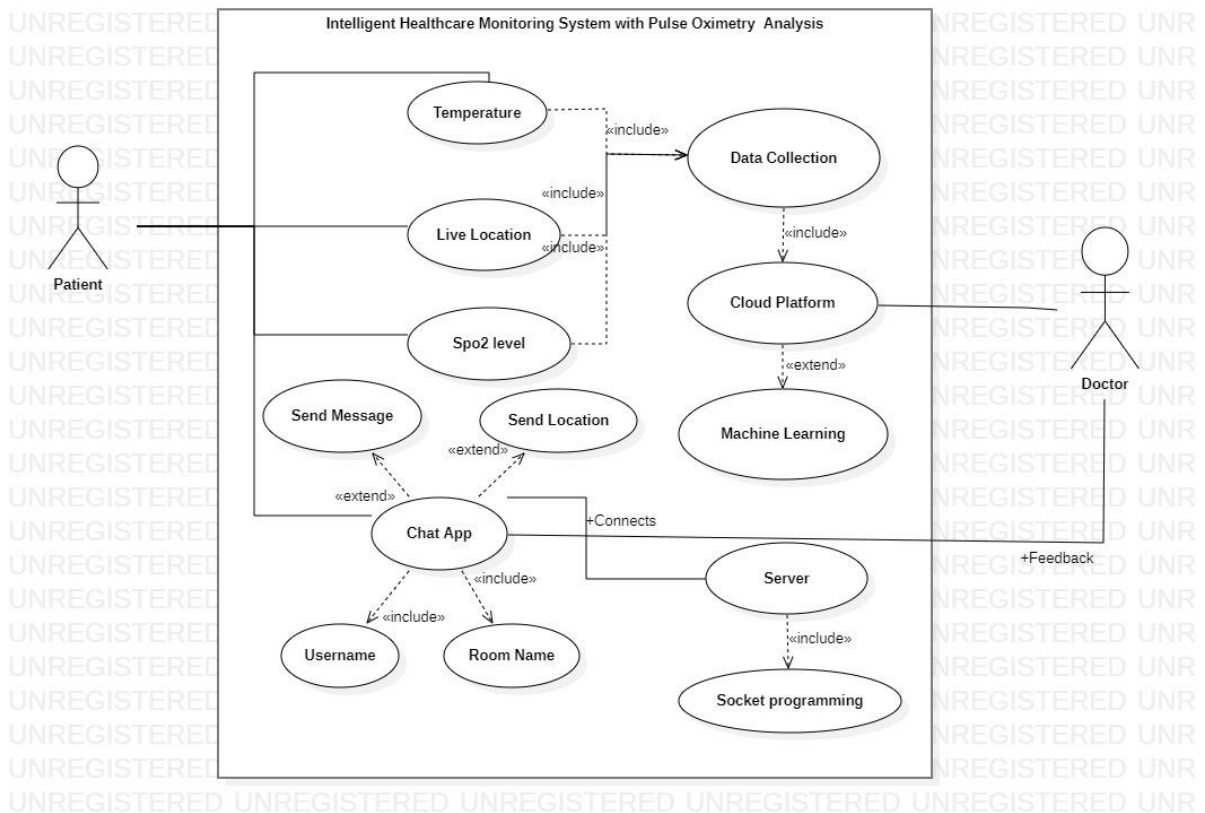 Intelligent Healthcare Monitoring System with Pulse Oximetry Analysis
Temperature
«include»
Data Collection
«include»
Live Location
«include»
«include»
Patient
Cloud Platform
Spo2 level
«extend»
Doctor
Send Message
Send Location
Machine Learning
«extend»
«extend»
Chat App
+Connects
+Feedback
Server
«include»
«include»
«include»
Username
Room Name
Socket programming
UNREGISTERED UNREGISTERED UNREGISTERED UNREGISTERED UNREGISTERED UNR